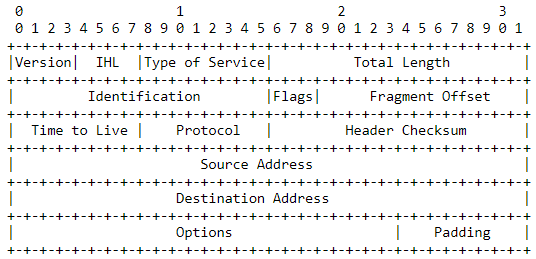 0                   1                   2                   3
 0 1 2 3 4 5 6 7 8 9 0 1 2 3 4 5 6 7 8 9 0 1 2 3 4 5 6 7 8 9 0 1
+-+-+-+-+-+-+-+-+-+-+-+-+-+-+-+-+-+-+-+-+-+-+-+-+-+-+-+-+-+-+-+-+
|Version|  IHL  |Type of Service|          Total Length         |
+-+-+-+-+-+-+-+-+-+-+-+-+-+-+-+-+-+-+-+-+-+-+-+-+-+-+-+-+-+-+-+-+
|         Identification        |Flags|      Fragment Offset    |
+-+-+-+-+-+-+-+-+-+-+-+-+-+-+-+-+-+-+-+-+-+-+-+-+-+-+-+-+-+-+-+-+
|  Time to Live |    Protocol   |         Header Checksum       |
+-+-+-+-+-+-+-+-+-+-+-+-+-+-+-+-+-+-+-+-+-+-+-+-+-+-+-+-+-+-+-+-+
|                       Source Address                          |
+-+-+-+-+-+-+-+-+-+-+-+-+-+-+-+-+-+-+-+-+-+-+-+-+-+-+-+-+-+-+-+-+
|                    Destination Address                        |
+-+-+-+-+-+-+-+-+-+-+-+-+-+-+-+-+-+-+-+-+-+-+-+-+-+-+-+-+-+-+-+-+
|                    Options                    |    Padding    |
+-+-+-+-+-+-+-+-+-+-+-+-+-+-+-+-+-+-+-+-+-+-+-+-+-+-+-+-+-+-+-+-+